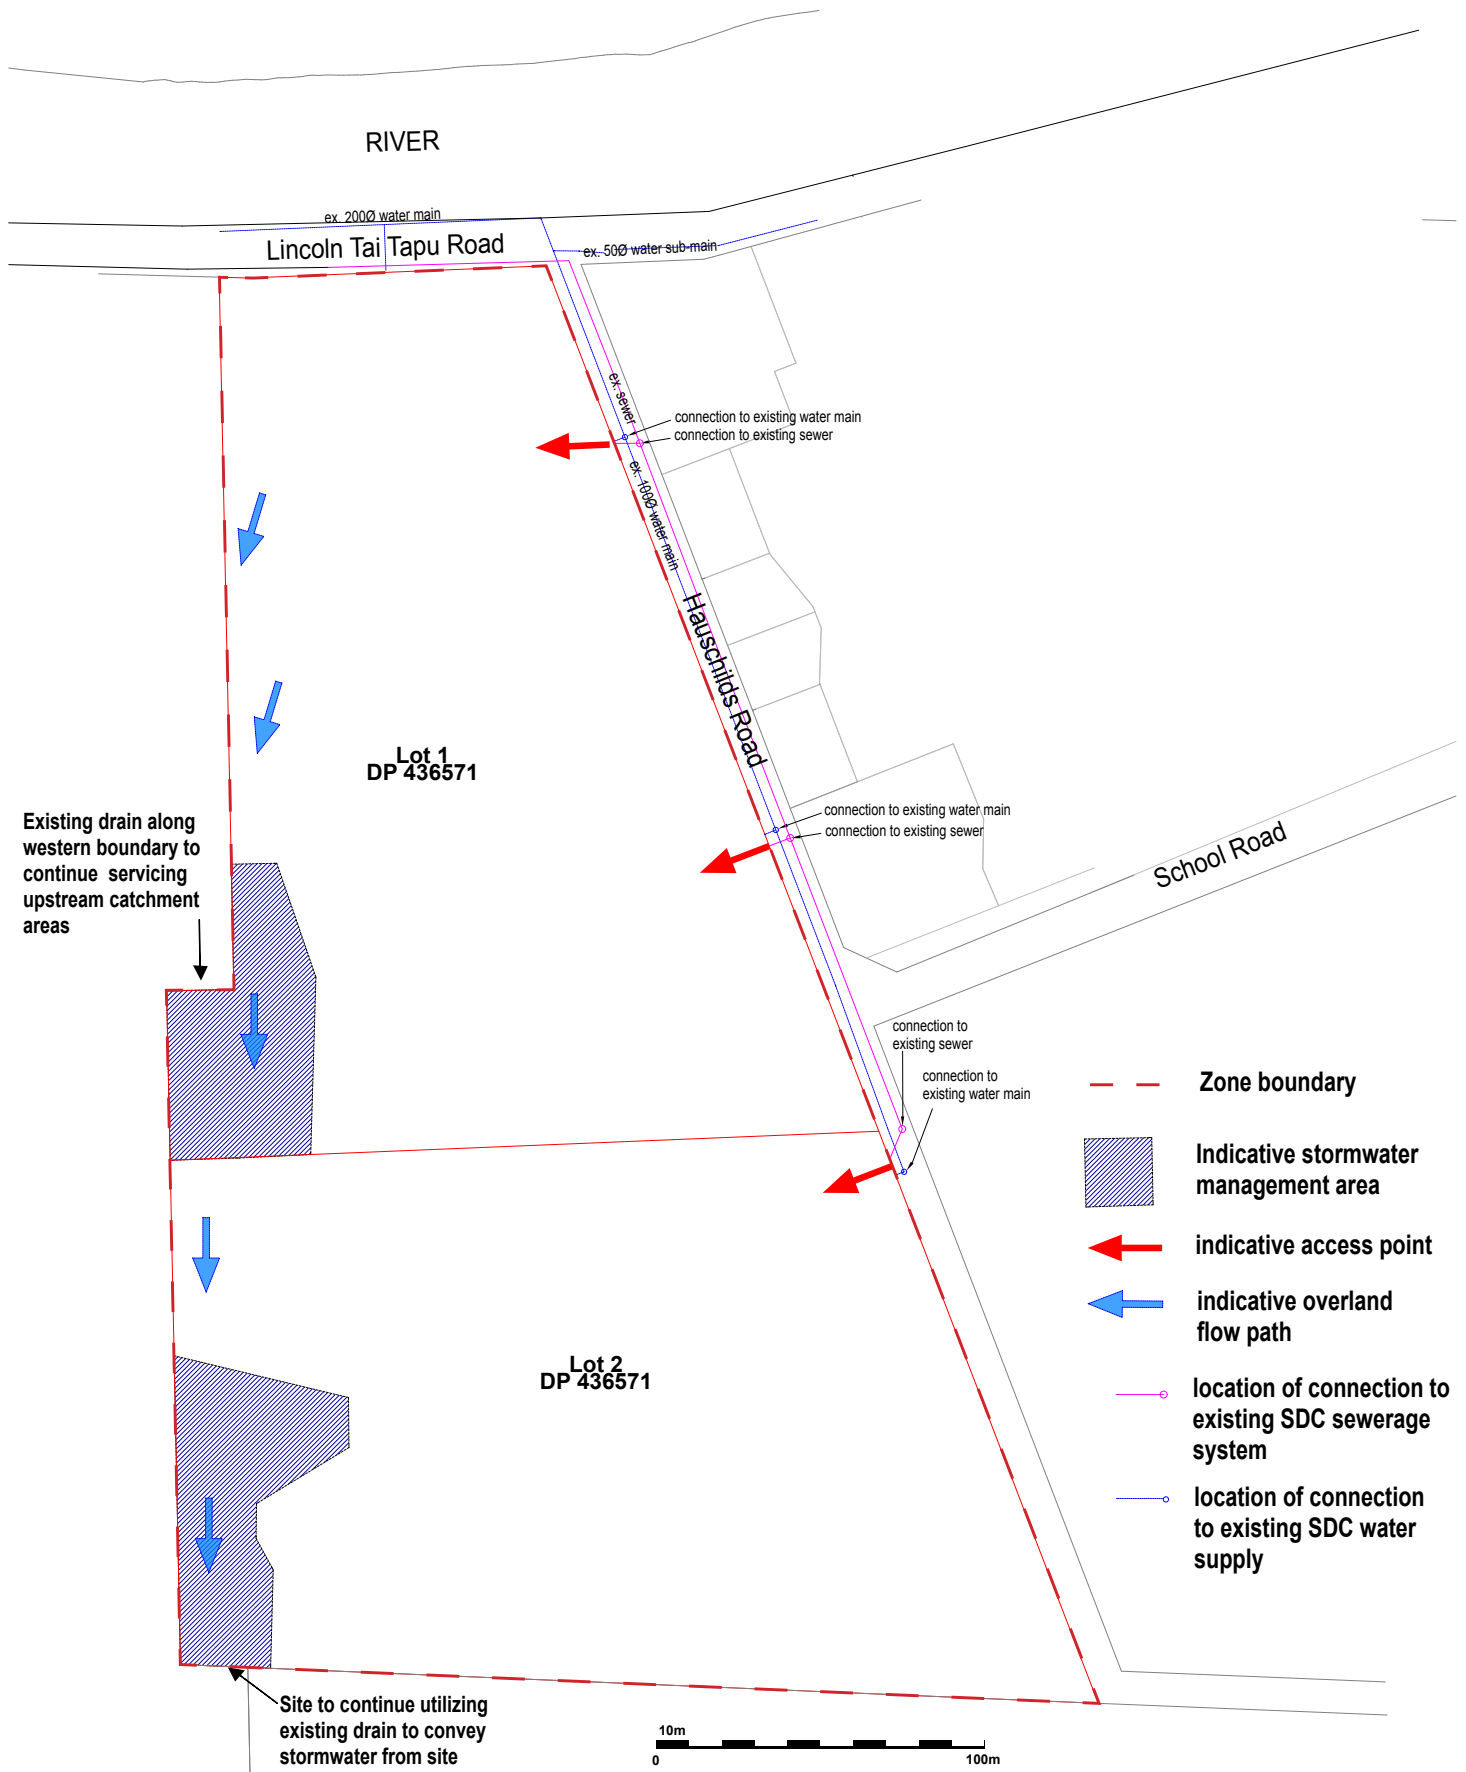 RIVER
ex. 200Ø water main
Lincoln Tai Tapu Road
ex. 50Ø water sub-main
ex. sewer
connection to existing water main
connection to existing sewer
ex. 100Ø water main
Hauschilds Road
Lot 1
DP 436571
Existing drain along
western boundary to
continue servicing
upstream catchment
areas
connection to existing water main
connection to existing sewer
School Road
connection to
existing sewer
connection to
existing water main
Zone boundary
Indicative stormwater
management area
indicative access point
indicative overland
flow path
Lot 2
DP 436571
location of connection to
existing SDC sewerage
system
location of connection
to existing SDC water
supply
Site to continue utilizing
existing drain to convey
stormwater from site
10m
0
100m